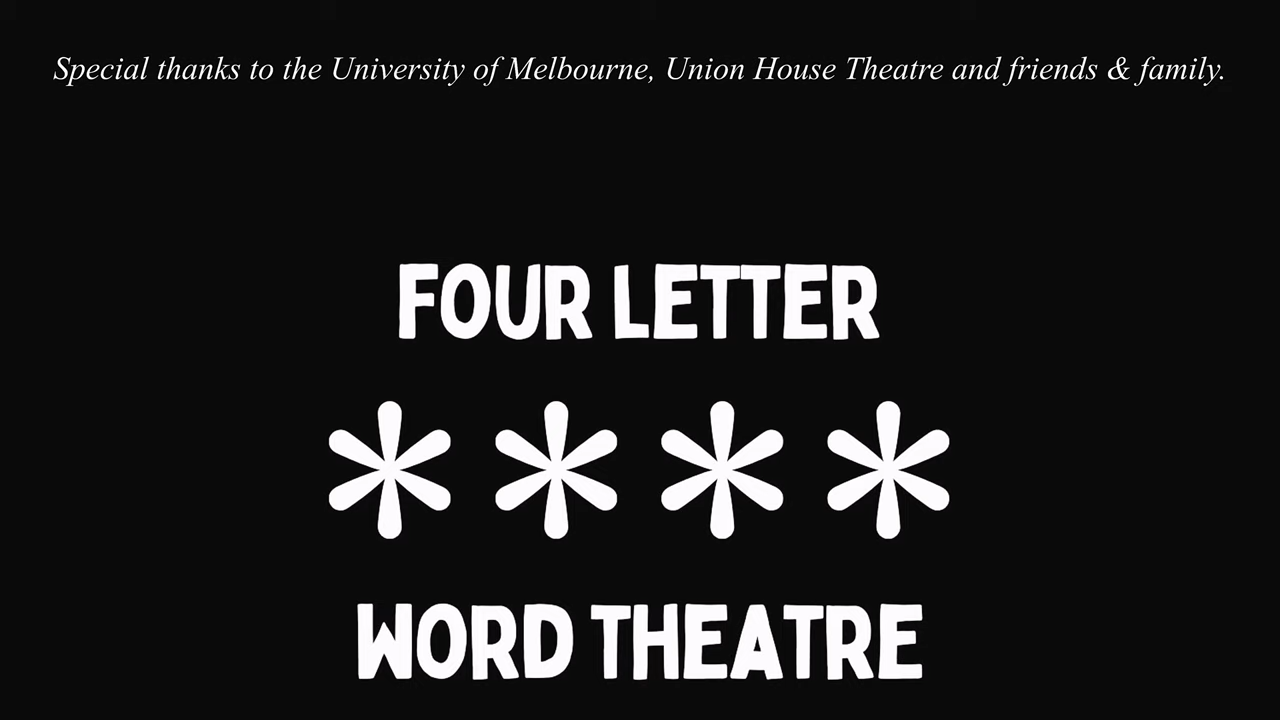 Special thanks to the University of Melbourne, Union House Theatre and friends & family.
FOUR LETTER
****
WORD THEATRE